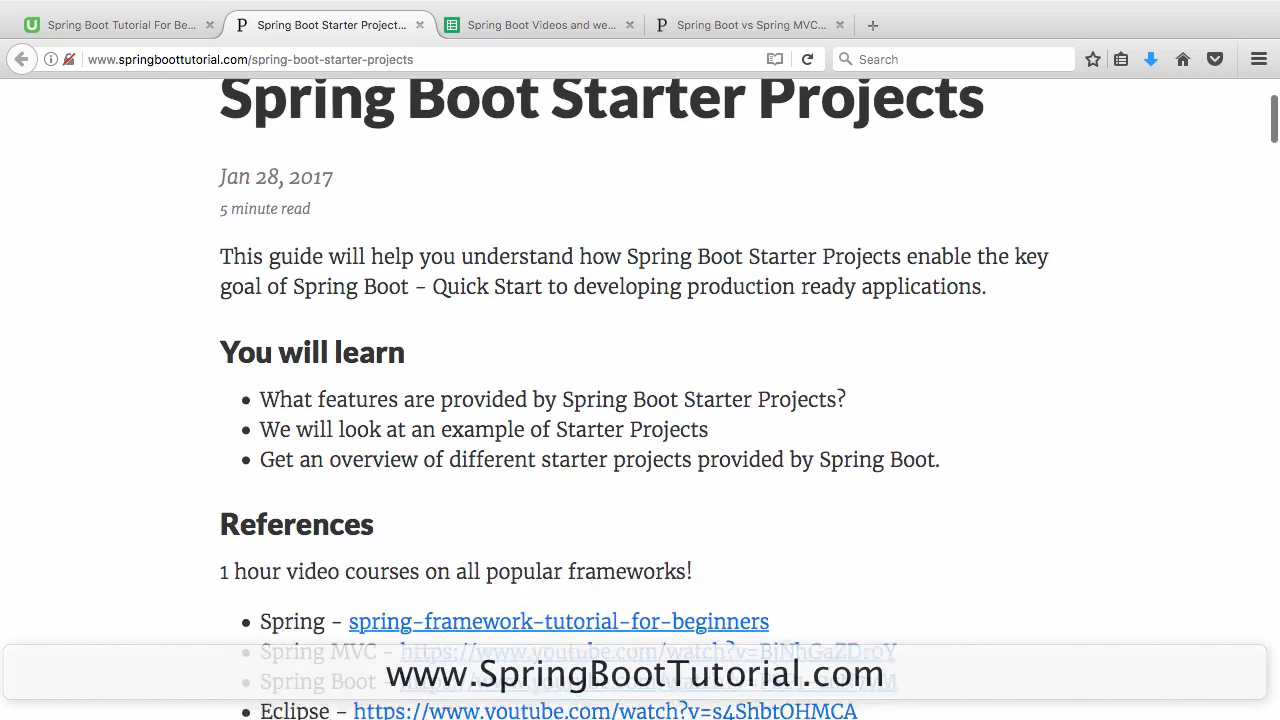 Spring Boot Tutorial For Be...
Spring Boot Starter Project...
Spring Boot Videos and we...
Spring Boot vs Spring MVC...
www.springboottutorial.com/spring-boot-starter-projects
Search
Spring Boot Starter Projects
Jan 28, 2017
5 minute read
This guide will help you understand how Spring Boot Starter Projects enable the key
goal of Spring Boot - Quick Start to developing production ready applications.
You will learn
• What features are provided by Spring Boot Starter Projects?
• We will look at an example of Starter Projects
• Get an overview of different starter projects provided by Spring Boot.
References
1 hour video courses on all popular frameworks!
• Spring - spring-framework-tutorial-for-beginners
• Spring MVC - https://www.youtube.com/watch?v=BjNhGaZDr0Y
• Spring Boot -
www.SpringBootTutorial.com
• Eclipse - https://www.youtube.com/watch?v=s4ShbtOHMCA